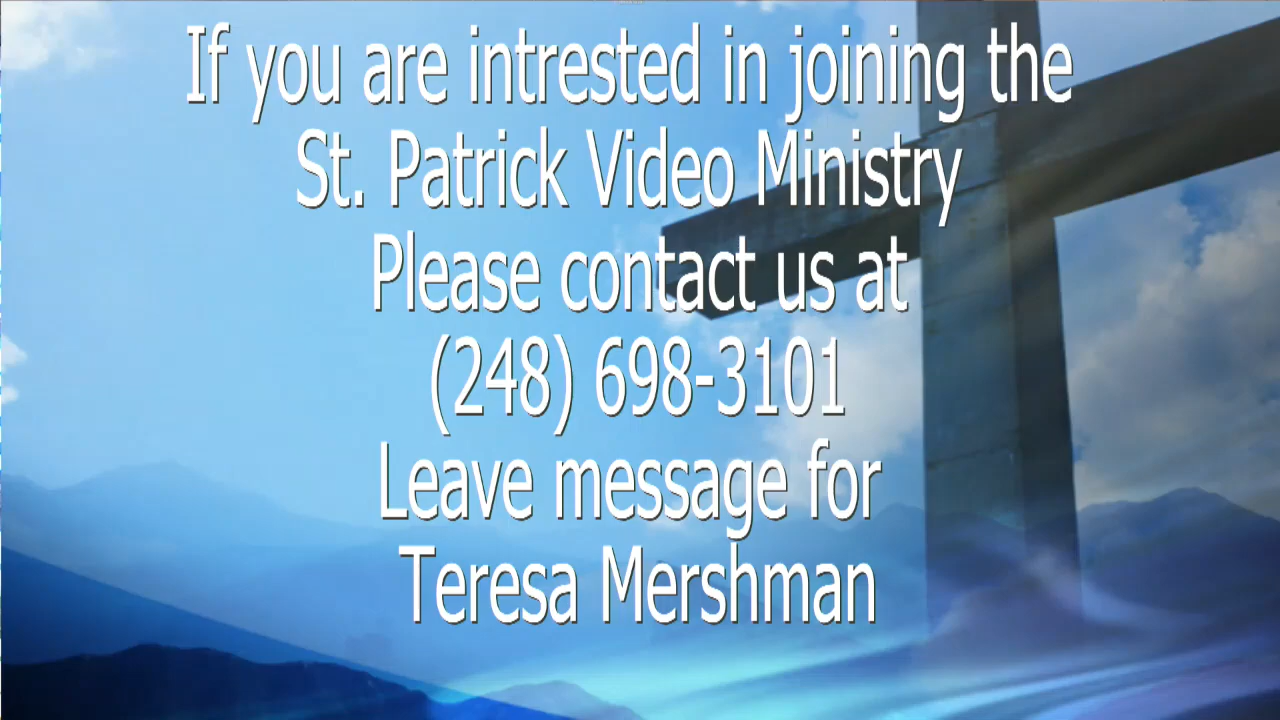 If you are intrested in joining the
St. Patrick Video Ministry
Please contact us at
(248) 698-3101
Leave message for
Teresa Mershman